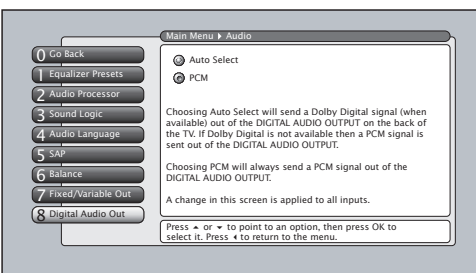 Main Menu ▸ Audio
0 Go Back
1 Equalizer Presets
2 Audio Processor
3 Sound Logic
4 Audio Language
5 SAP
6 Balance
7 Fixed/Variable Out
8 Digital Audio Out
Auto Select
PCM
Choosing Auto Select will send a Dolby Digital signal (when
available) out of the DIGITAL AUDIO OUTPUT on the back of
the TV. If Dolby Digital is not available then a PCM signal is
sent out of the DIGITAL AUDIO OUTPUT.
Choosing PCM will always send a PCM signal out of the
DIGITAL AUDIO OUTPUT.
A change in this screen is applied to all inputs.
Press ▴ or ▾ to point to an option, then press OK to
select it. Press ◂ to return to the menu.